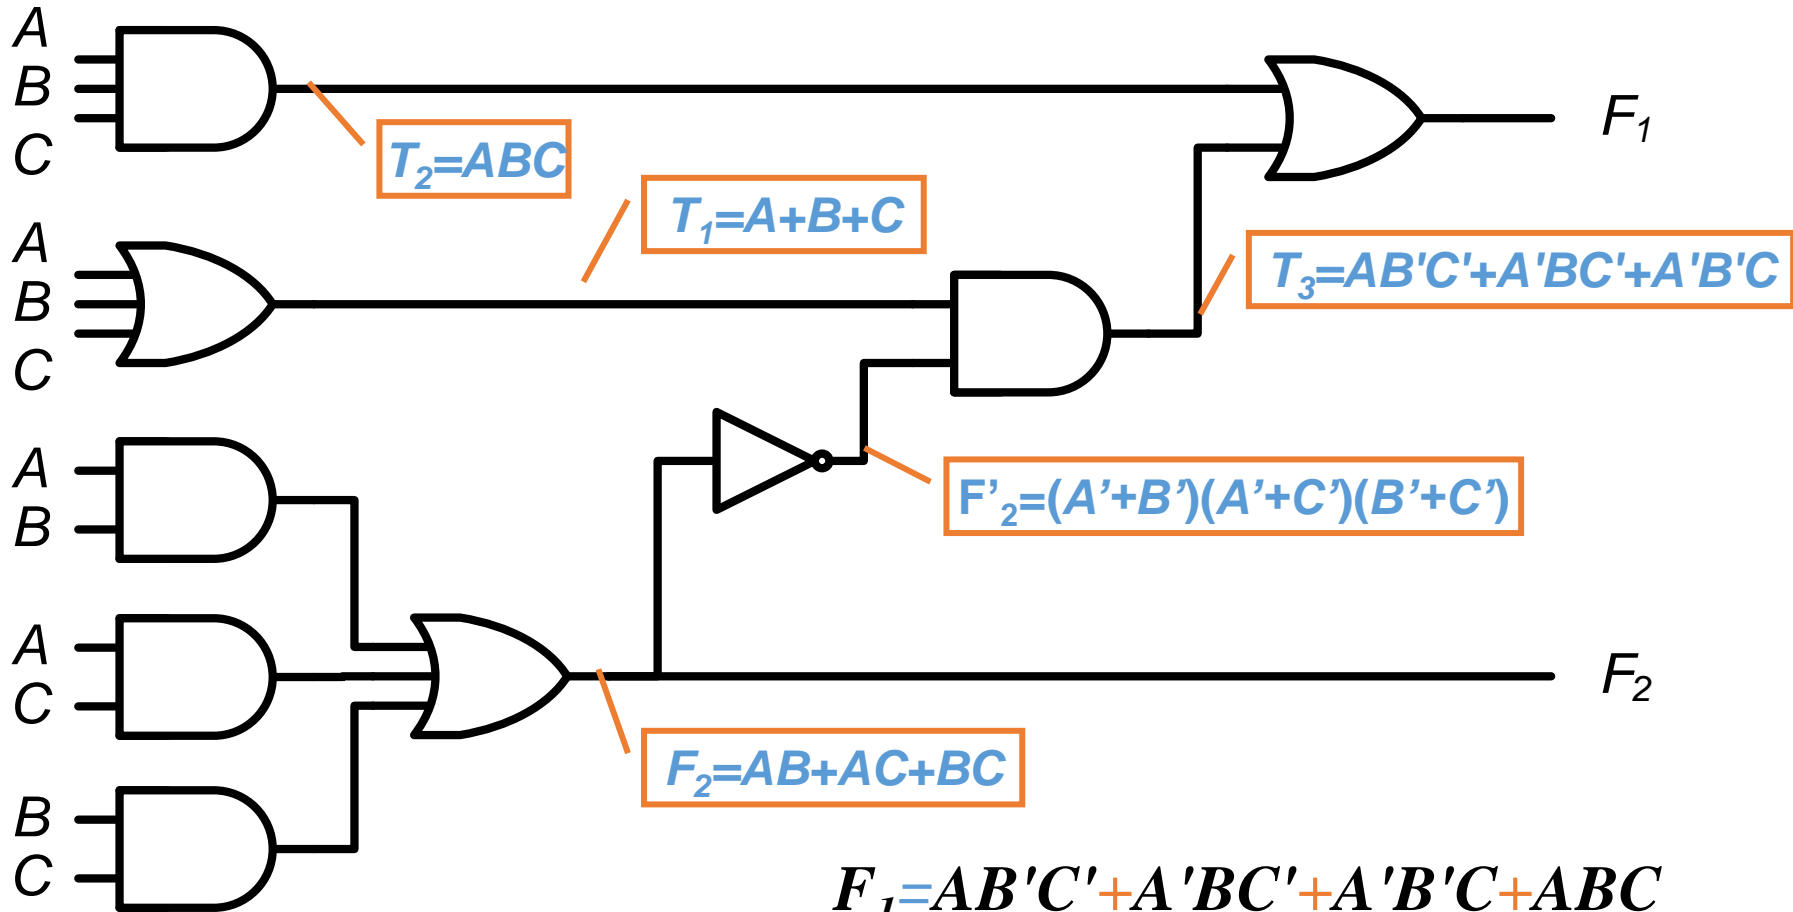 A
B
C
T2=ABC
F1
T1=A+B+C
A
B
C
T3=AB'C'+A'BC'+A'B'C
A
B
F’2=(A’+B’)(A’+C’)(B’+C’)
A
C
F2
F2=AB+AC+BC
B
C
F1=AB'C'+A'BC'+A'B'C+ABC